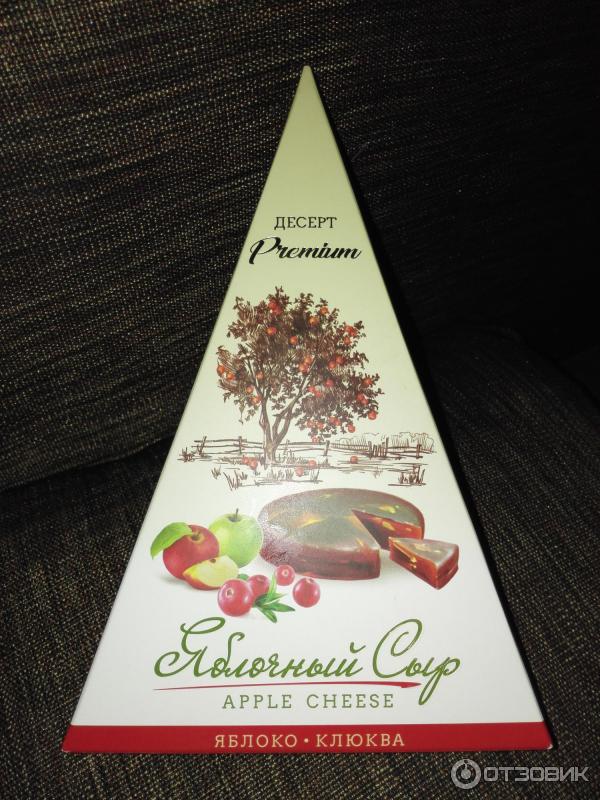 ДЕСЕРТ
Premium
Яблочный Сыр
APPLE CHEESE
ЯБЛОКО • КЛЮКВА
ОТЗОВИК